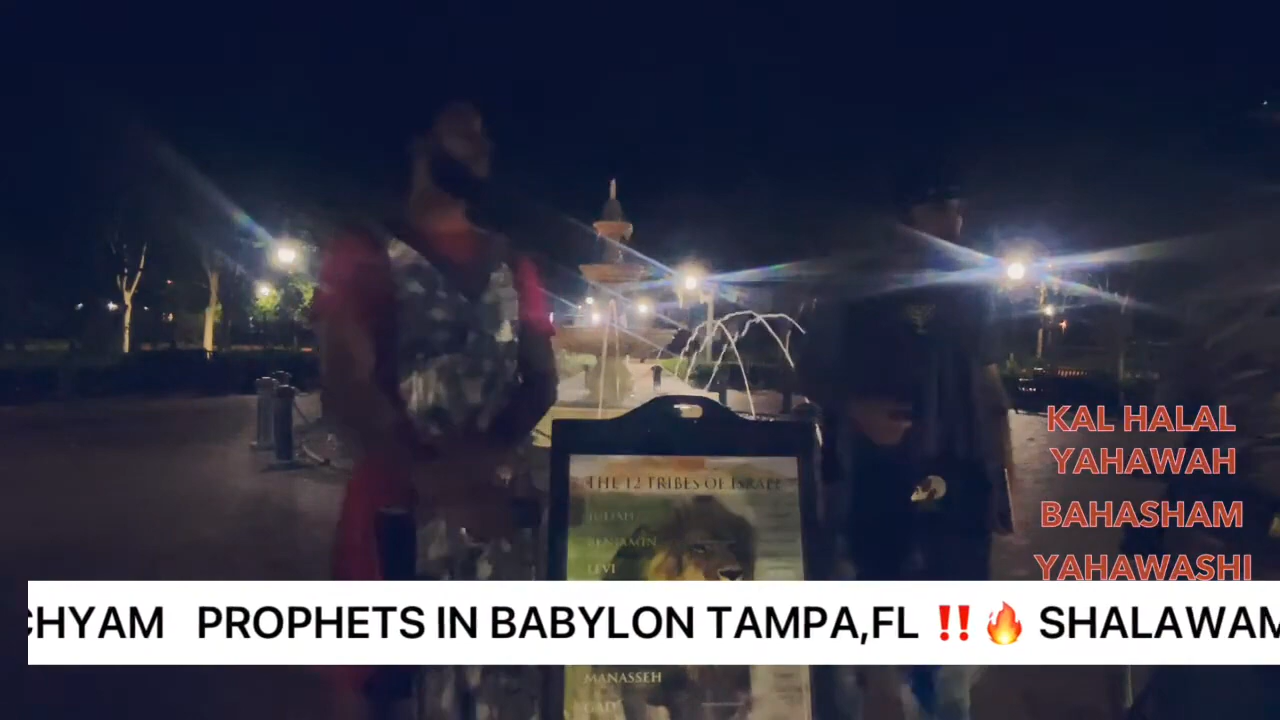 THE 12 TRIBES OF ISRAEL
JUDAH
BENJAMIN
LEVI
KAL HALAL
YAHAWAH
BAHASHAM
YAHAWASHI
CHYAM PROPHETS IN BABYLON TAMPA,FL ‼️🔥 SHALAWAM
MANASSEH
GAD